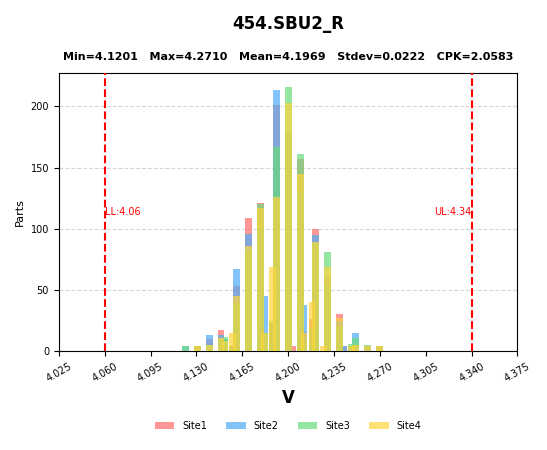 454.SBU2_R
Min=4.1201 Max=4.2710 Mean=4.1969 Stdev=0.0222 CPK=2.0583
200
150
100
50
0
Parts
LL:4.06
UL:4.34
4.025 4.060 4.095 4.130 4.165 4.200 4.235 4.270 4.305 4.340 4.375
V
Site1 Site2 Site3 Site4